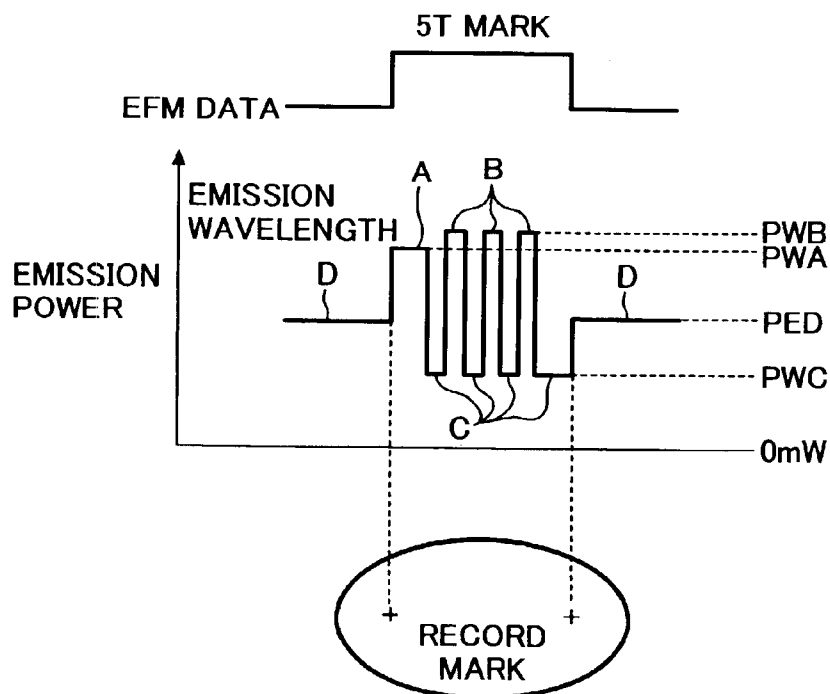 5T MARK
EFM DATA
A
B
EMISSION
WAVELENGTH
PWB
PWA
EMISSION
POWER
D
D
PED
PWC
C
0mW
RECORD
MARK